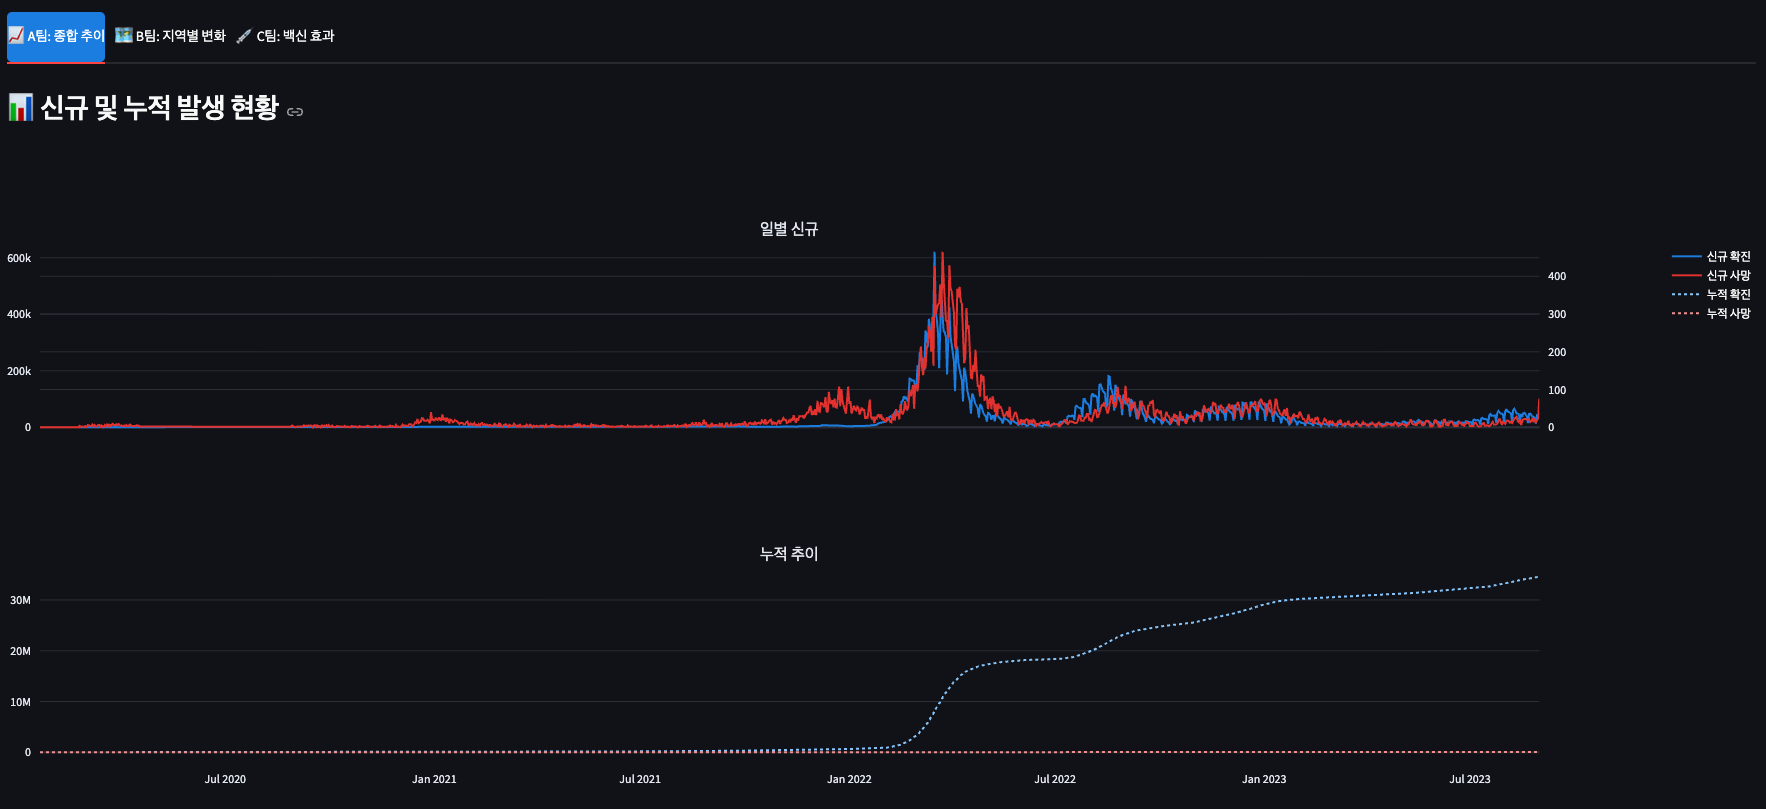 A팀: 종합 추이 B팀: 지역별 변화 C팀: 백신 효과
신규 및 누적 발생 현황
일별 신규
600k
400k
200k
0
400
300
200
100
0
신규 확진
신규 사망
누적 확진
누적 사망
누적 추이
30M
20M
10M
0
Jul 2020 Jan 2021 Jul 2021 Jan 2022 Jul 2022 Jan 2023 Jul 2023